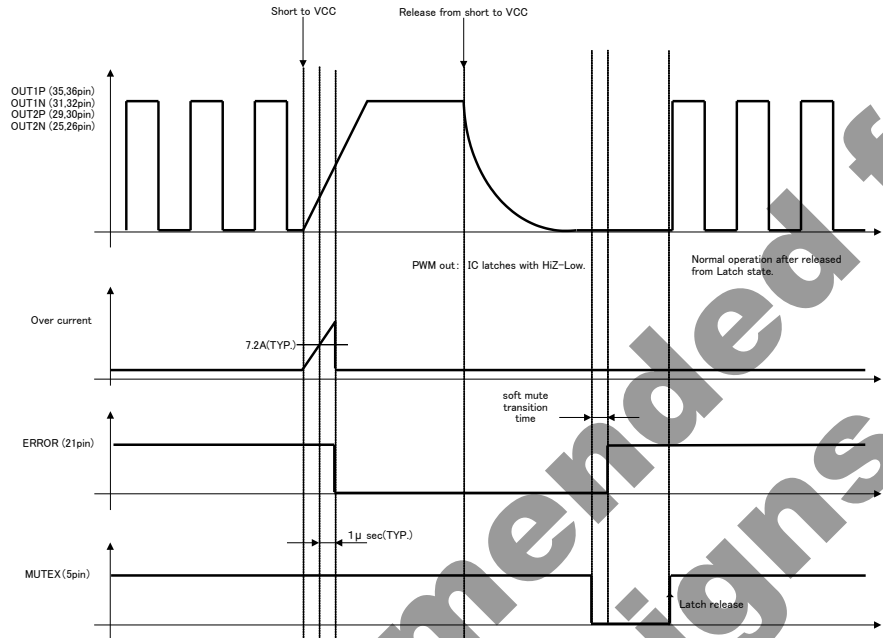 Short to VCC
Release from short to VCC
OUT1P (35,36pin)
OUT1N (31,32pin)
OUT2P (29,30pin)
OUT2N (25,26pin)
PWM out: IC latches with HiZ-Low.
Normal operation after released
from Latch state.
Over current
7.2A(TYP.)
soft mute
transition
time
ERROR (21pin)
1μ sec(TYP.)
MUTEX(5pin)
Latch release
mended f
igns